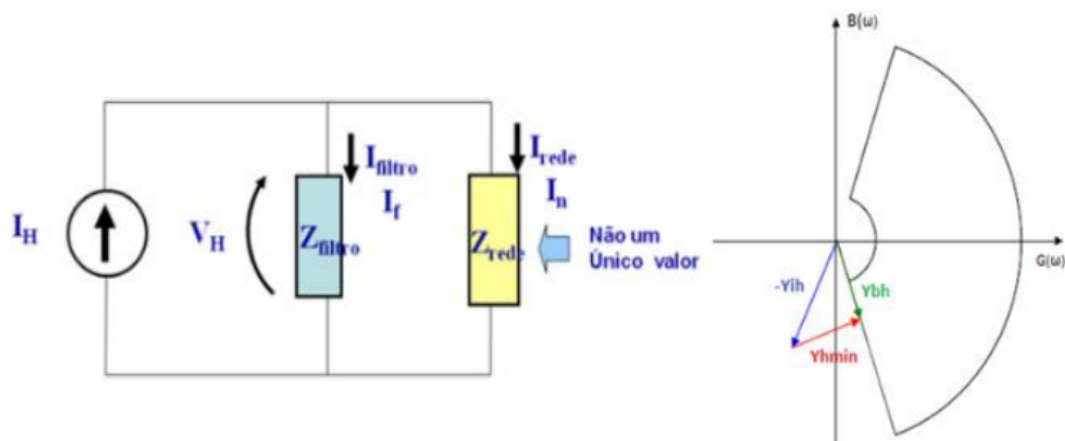 I_H
V_H
Z_filtro
I_filtro
I_f
Z_rede
I_rede
I_n
Não um
Único valor
B(ω)
G(ω)
-Yih
Ybh
Yhmin